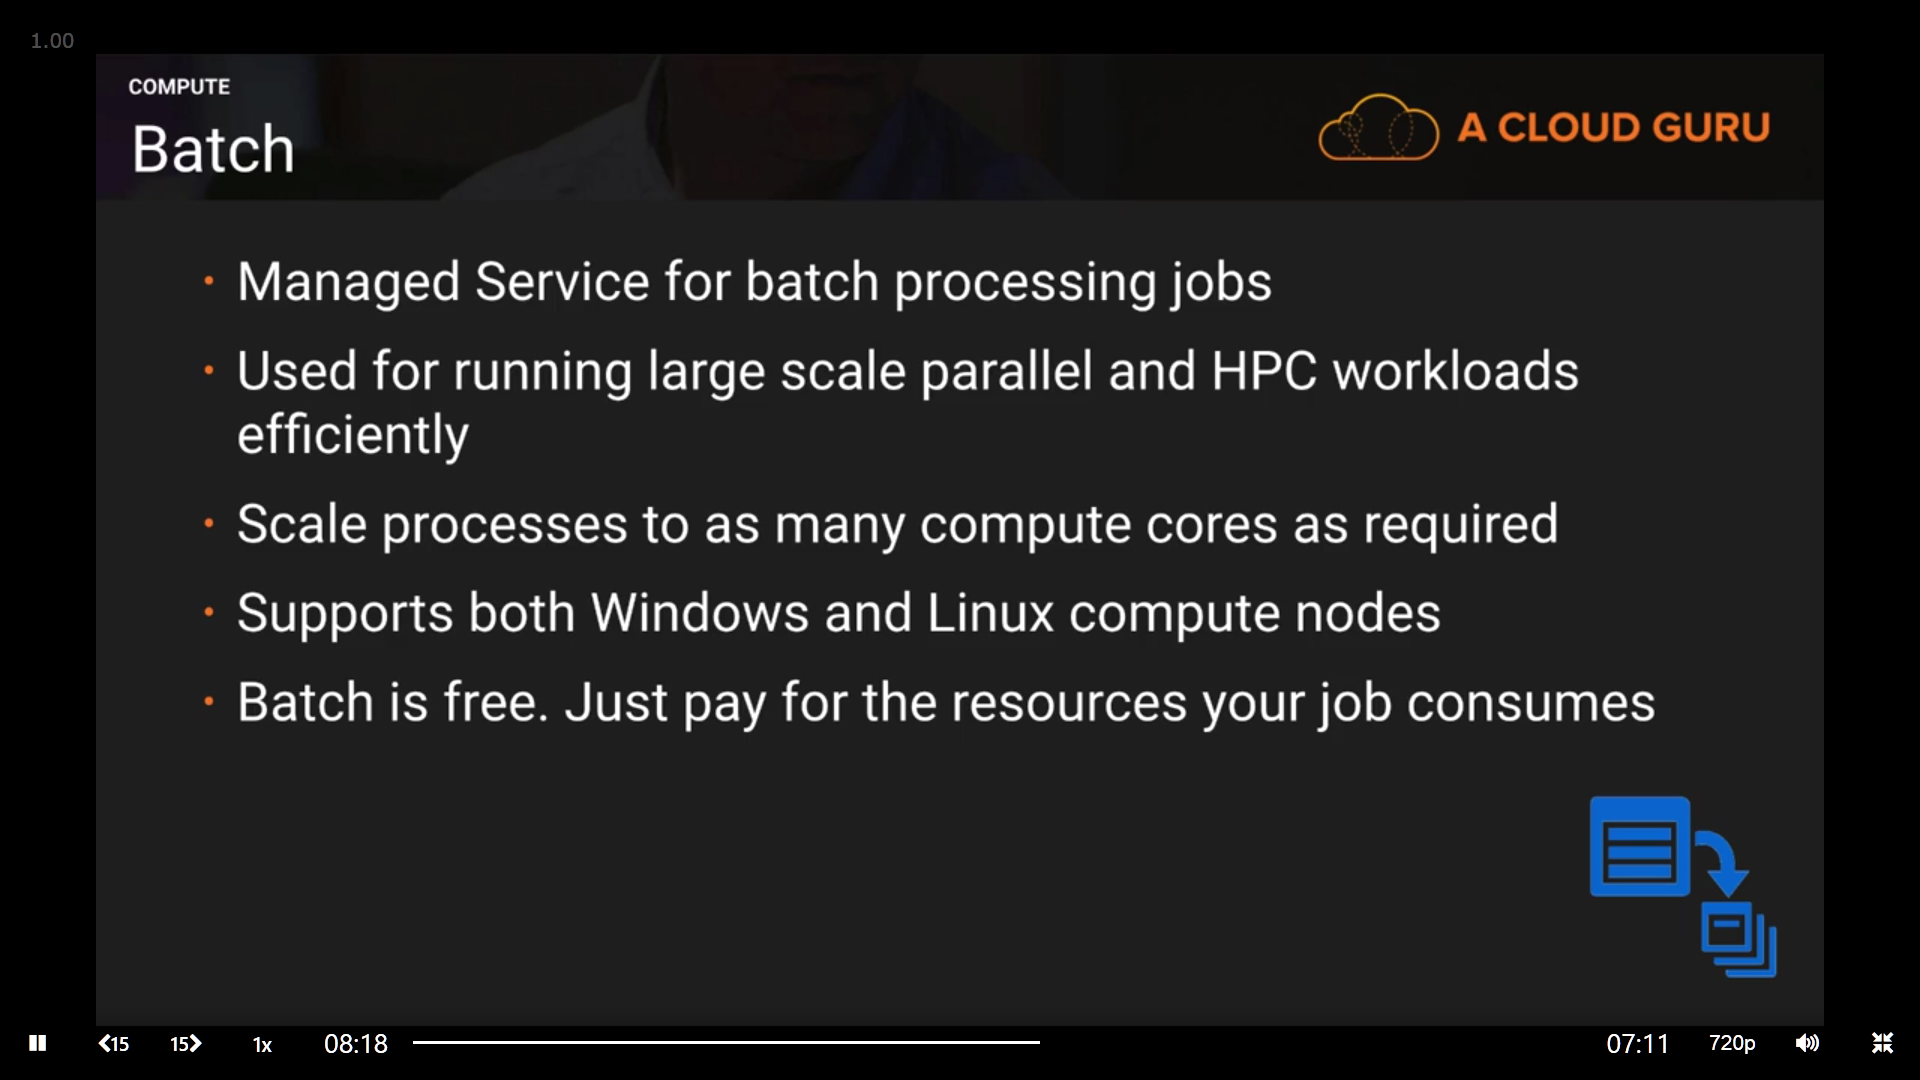 1.00
COMPUTE
Batch
A CLOUD GURU
• Managed Service for batch processing jobs
• Used for running large scale parallel and HPC workloads
efficiently
• Scale processes to as many compute cores as required
• Supports both Windows and Linux compute nodes
• Batch is free. Just pay for the resources your job consumes
15 15 1x 08:18 07:11 720p